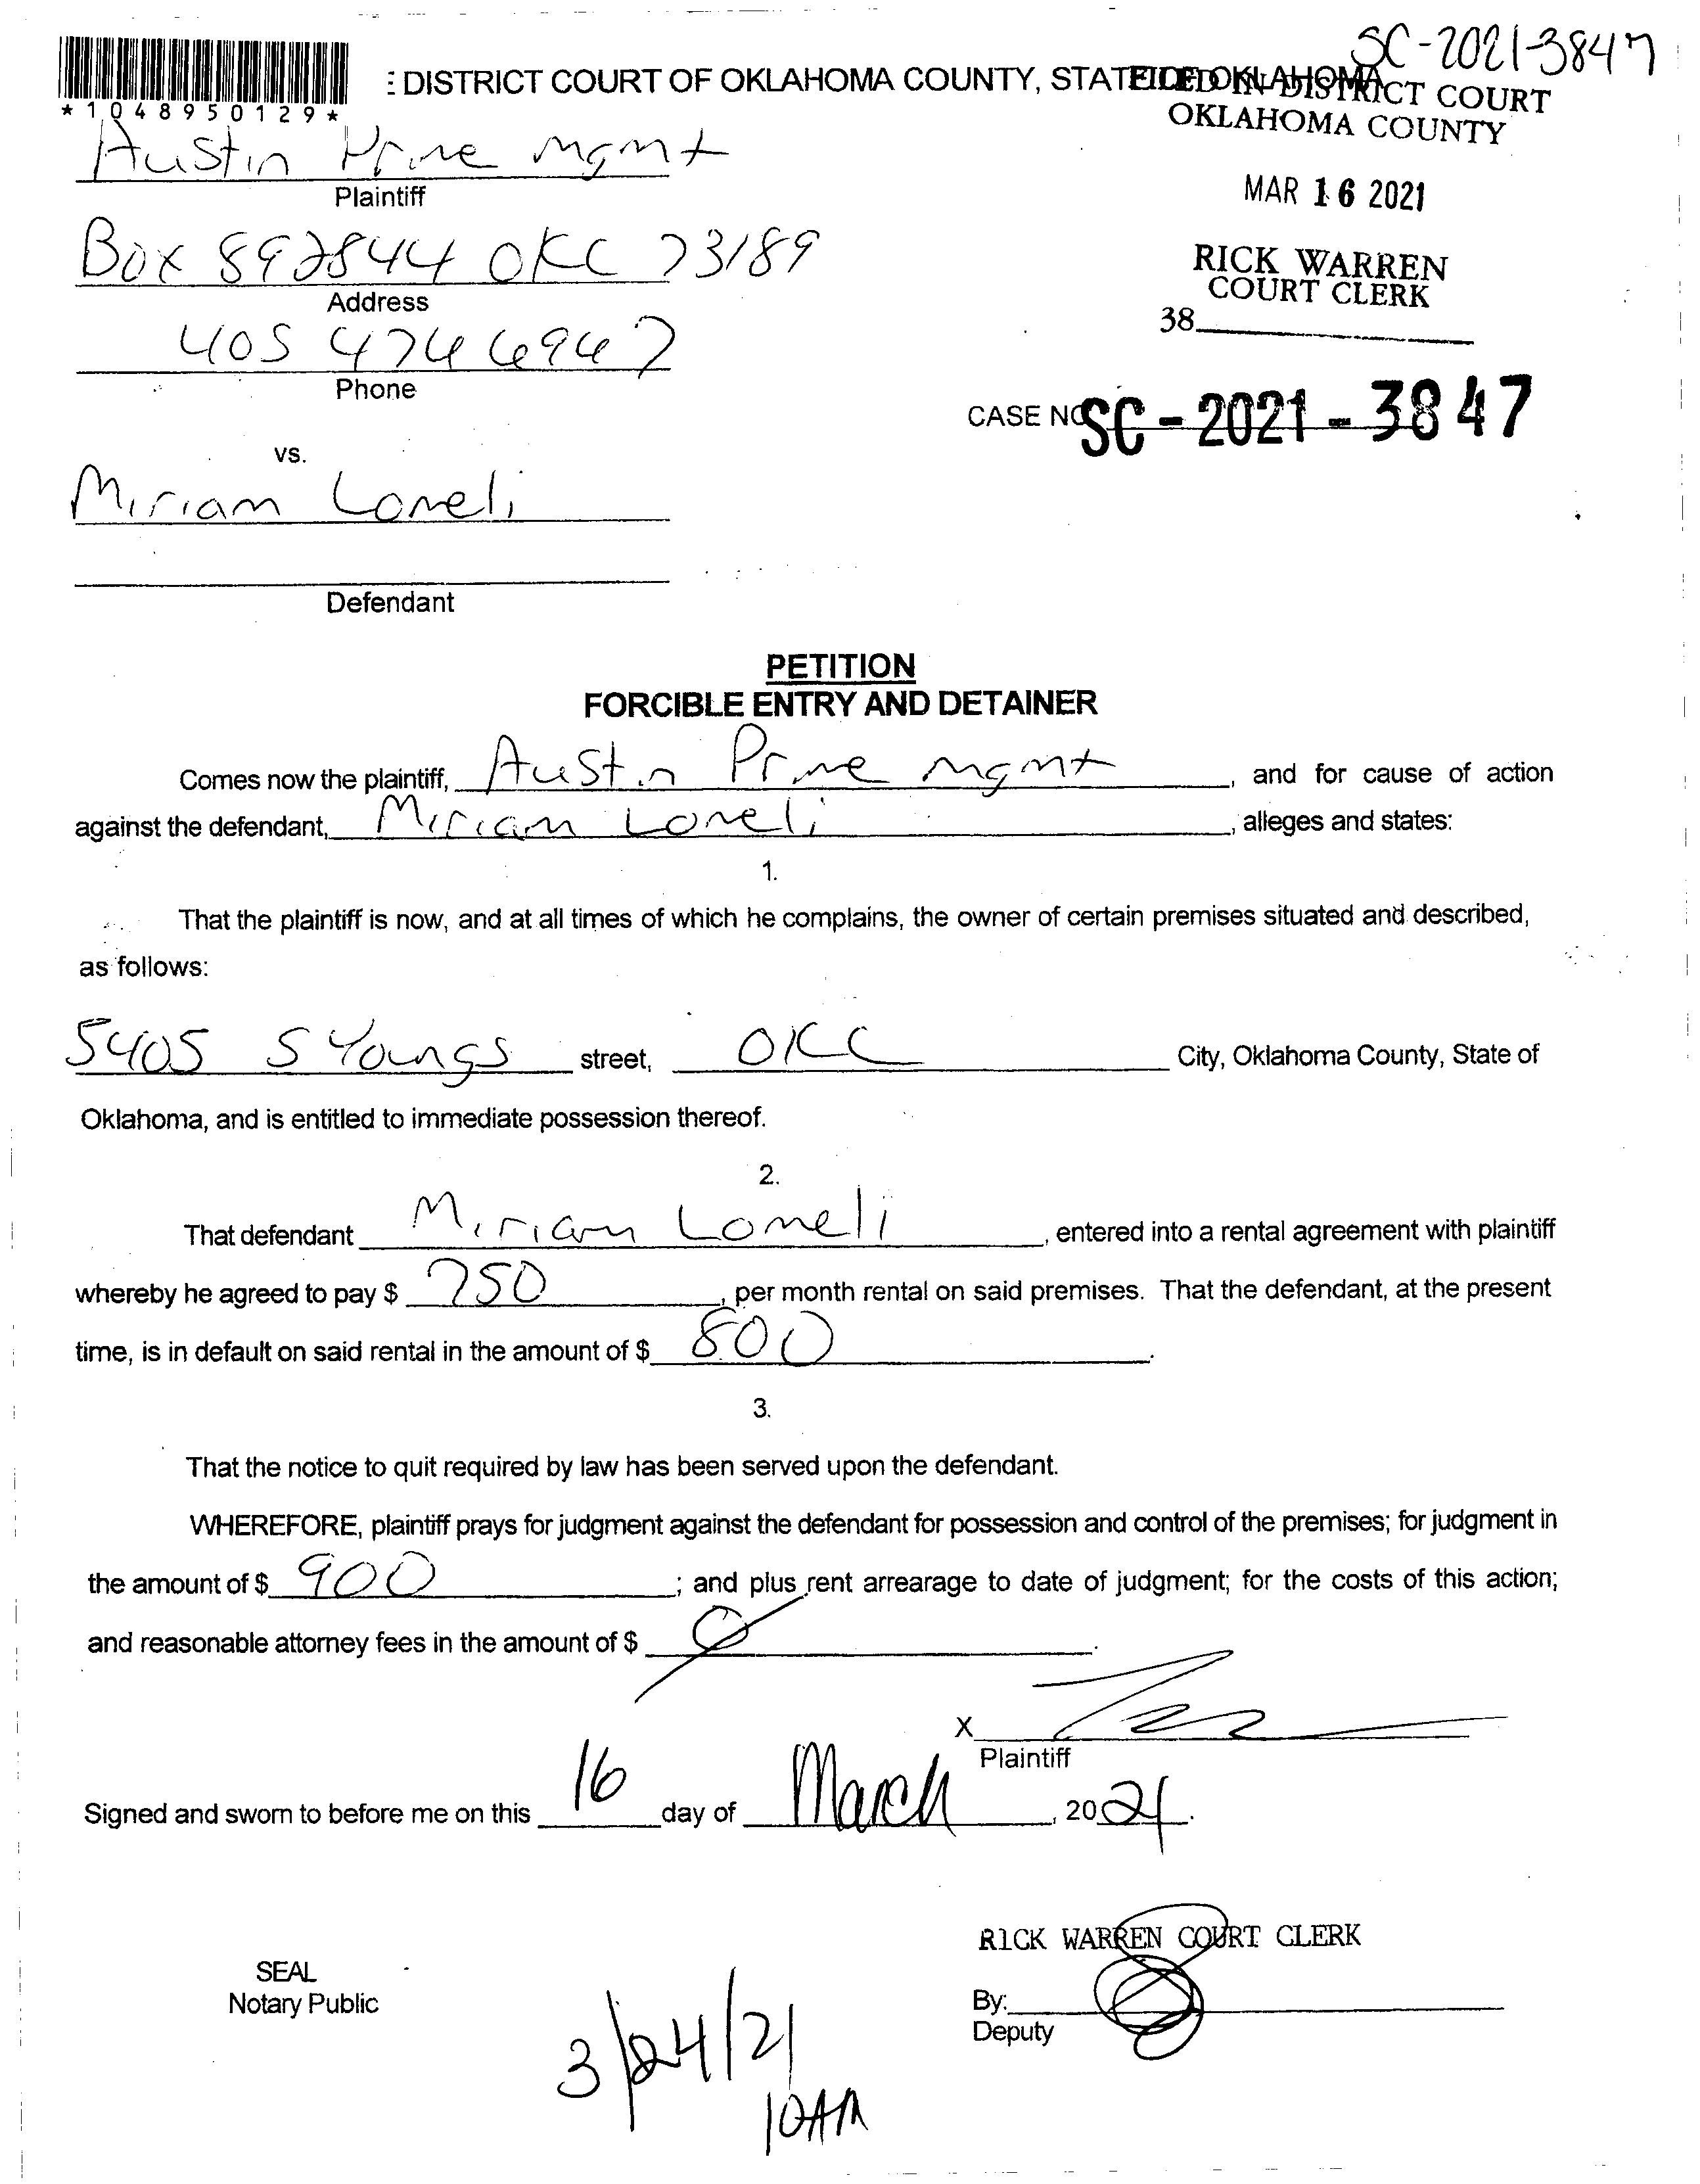 SC-2021-3847
: DISTRICT COURT OF OKLAHOMA COUNTY, STATE OF OKLAHOMA
FILED IN DISTRICT COURT
OKLAHOMA COUNTY
*1048950129*
Austin Prime mgmt
Plaintiff
MAR 16 2021
Box 892844 OKC 73189
Address
RICK WARREN
COURT CLERK
38
405 474 6967
Phone
CASE NO SC-2021-3847
vs.
Miriam Lomeli
Defendant
PETITION
FORCIBLE ENTRY AND DETAINER
Comes now the plaintiff, Austin Prime mgmt, and for cause of action
against the defendant, Miriam Lomeli, alleges and states:
1.
That the plaintiff is now, and at all times of which he complains, the owner of certain premises situated and described,
as follows:
5405 S Youngs street, OKC City, Oklahoma County, State of
Oklahoma, and is entitled to immediate possession thereof.
2.
That defendant Miriam Lomeli, entered into a rental agreement with plaintiff
whereby he agreed to pay $ 750, per month rental on said premises. That the defendant, at the present
time, is in default on said rental in the amount of $ 800.
3.
That the notice to quit required by law has been served upon the defendant.
WHEREFORE, plaintiff prays for judgment against the defendant for possession and control of the premises; for judgment in
the amount of $ 900; and plus rent arrearage to date of judgment; for the costs of this action;
and reasonable attorney fees in the amount of $ 0.
X
Plaintiff
Signed and sworn to before me on this 16 day of March, 2021.
RICK WARREN COURT CLERK
SEAL
Notary Public
By:
Deputy
3/24/21
10AM